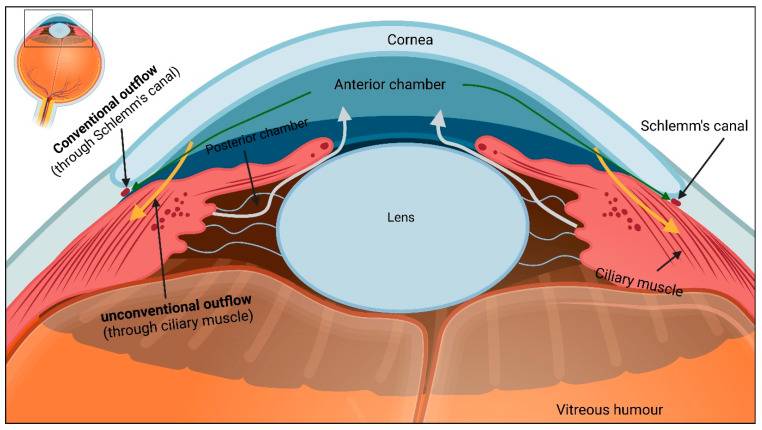 Cornea
Anterior chamber
Conventional outflow
(through Schlemm's canal)
Posterior chamber
Schlemm's canal
Lens
Ciliary muscle
unconventional outflow
(through ciliary muscle)
Vitreous humour